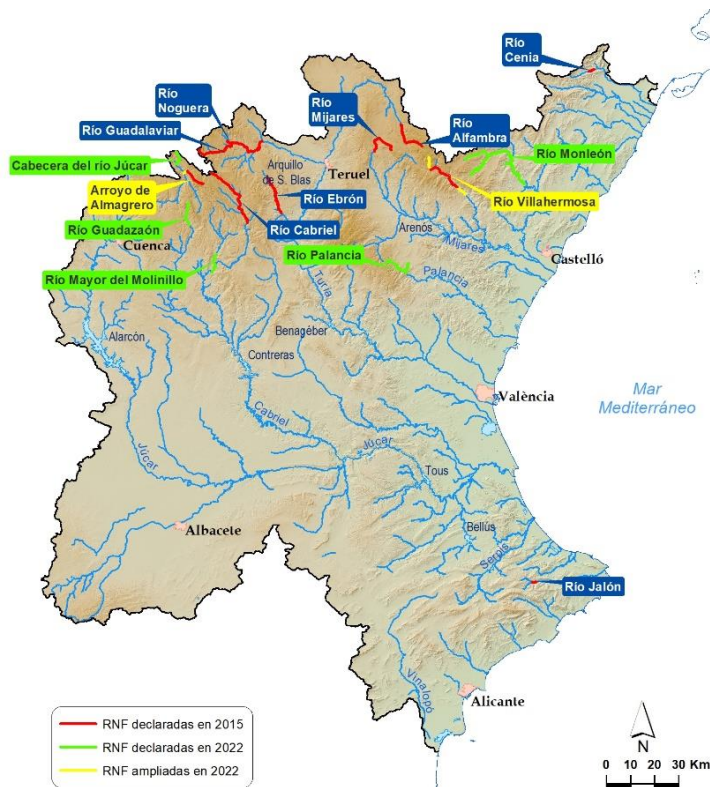 Río
Cenia
Río
Noguera
Río
Mijares
Río
Alfambra
Río Guadalaviar
Río Monleón
Cabecera del río Júcar
Teruel
Arquillo
de S. Blas
Arroyo de
Almagrero
Río Ebrón
Río Villahermosa
Río Guadazaón
Río Cabriel
Arenós
Cuenca
Mijares
Castelló
Río Palancia
Río Mayor del Molinillo
Palancia
Turia
Alarcón
Benagéber
Contreras
València
Mar
Mediterráneo
Cabriel
Júcar
Júcar
Tous
Albacete
Bellús
Serpis
Río Jalón
Vinalopó
Alicante
RNF declaradas en 2015
RNF declaradas en 2022
RNF ampliadas en 2022
N
0 10 20 30 Km